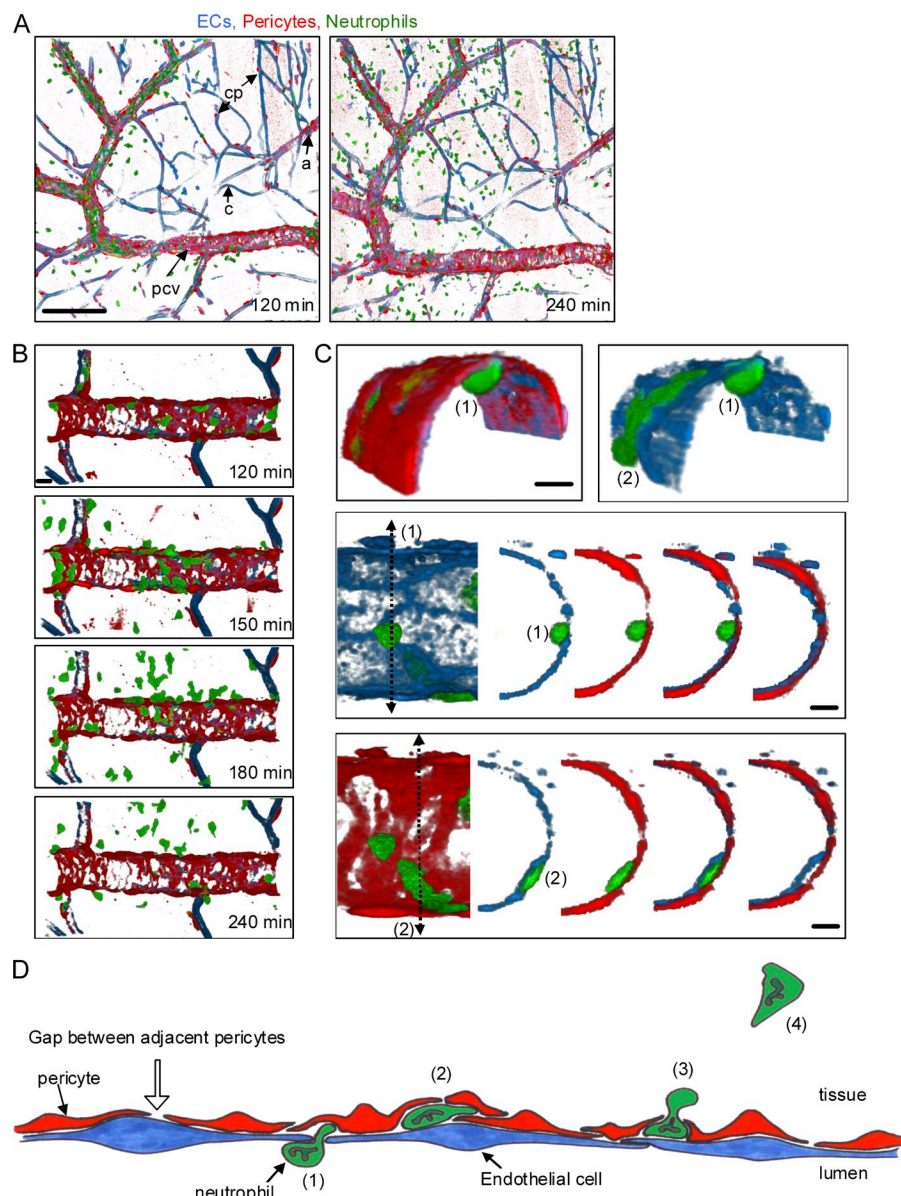 ECs, Pericytes, Neutrophils
A
cp
a
c
pcv
120 min
240 min
B
120 min
150 min
180 min
240 min
C
(1)
(1)
(2)
(1)
(1)
(2)
(2)
D
(4)
Gap between adjacent pericytes
pericyte
(2)
(3)
tissue
(1)
neutrophil
Endothelial cell
lumen